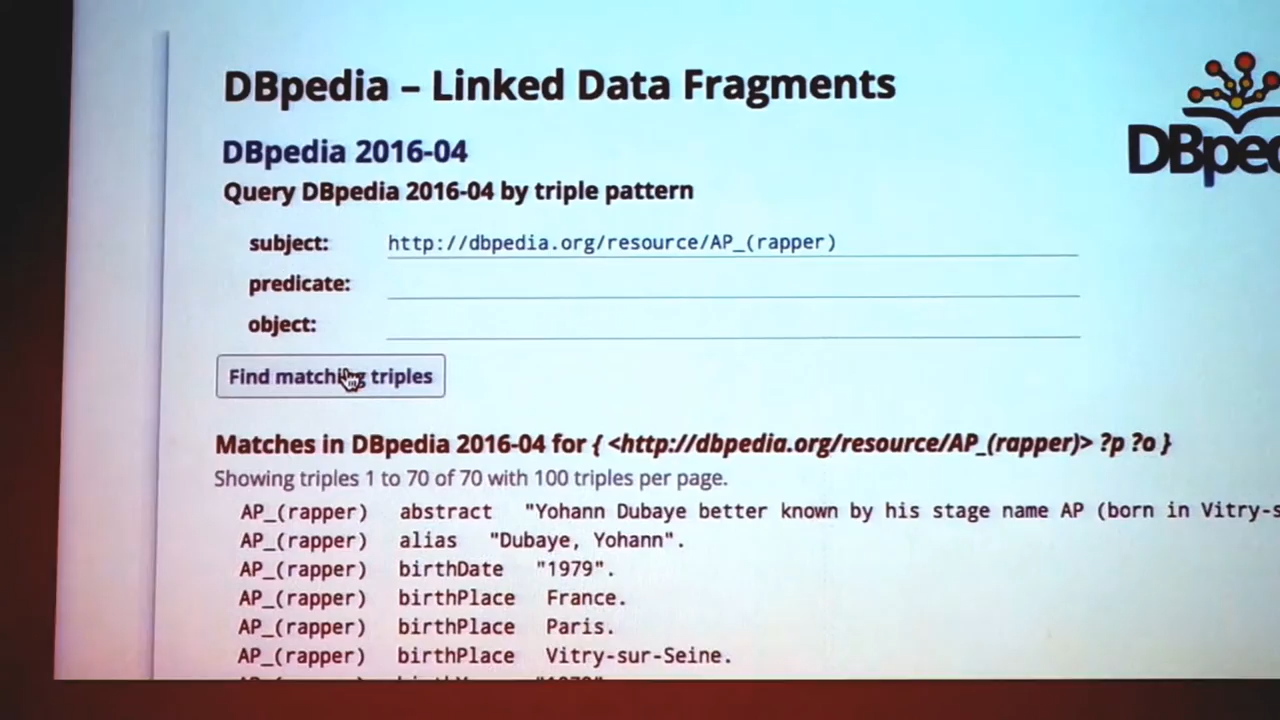 DBpedia – Linked Data Fragments
DBpedia 2016-04
Query DBpedia 2016-04 by triple pattern
subject: http://dbpedia.org/resource/AP_(rapper)
predicate:
object:
Find matching triples
Matches in DBpedia 2016-04 for { <http://dbpedia.org/resource/AP_(rapper)> ?p ?o }
Showing triples 1 to 70 of 70 with 100 triples per page.
AP_(rapper) abstract "Yohann Dubaye better known by his stage name AP (born in Vitry-s
AP_(rapper) alias "Dubaye, Yohann".
AP_(rapper) birthDate "1979".
AP_(rapper) birthPlace France.
AP_(rapper) birthPlace Paris.
AP_(rapper) birthPlace Vitry-sur-Seine.